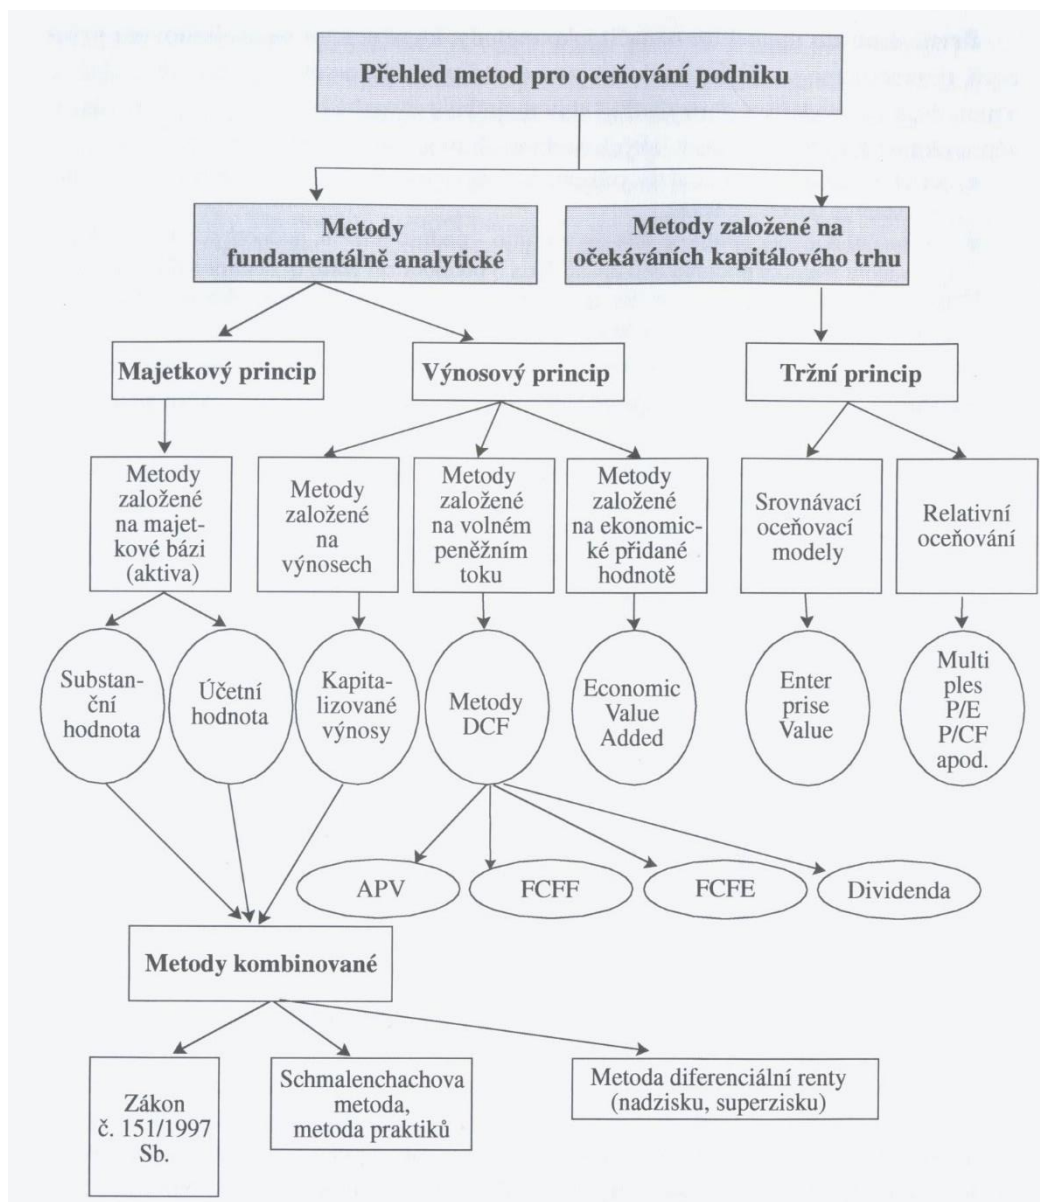 Přehled metod pro oceňování podniku
Metody
fundamentálně analytické
Metody založené na
očekáváních kapitálového trhu
Majetkový princip
Výnosový princip
Tržní princip
Metody
založené
na majet-
kové bázi
(aktiva)
Metody
založené
na
výnosech
Metody
založené
na volném
peněžním
toku
Metody
založené
na ekonomic-
ké přidané
hodnotě
Srovnávací
oceňovací
modely
Relativní
oceňování
Substan-
ční
hodnota
Účetní
hodnota
Kapita-
lizované
výnosy
Metody
DCF
Economic
Value
Added
Enter
prise
Value
Multi
ples
P/E
P/CF
apod.
APV
FCFF
FCFE
Dividenda
Metody kombinované
Zákon
č. 151/1997
Sb.
Schmalenchachova
metoda,
metoda praktiků
Metoda diferenciální renty
(nadzisku, superzisku)